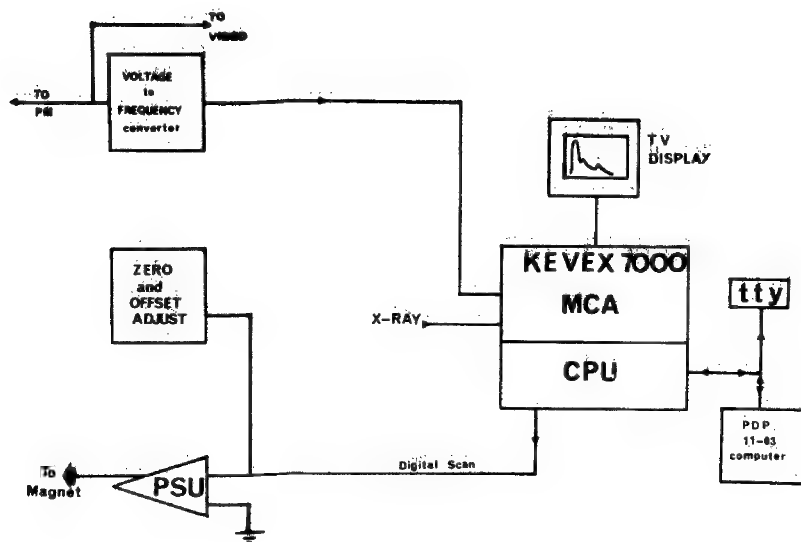 TO
VIDEO
VOLTAGE
to
FREQUENCY
converter
TO
PM
TV
DISPLAY
KEVEX 7000
MCA
CPU
X-RAY
tty
ZERO
and
OFFSET
ADJUST
PDP
11-03
computer
Digital Scan
To
Magnet
PSU